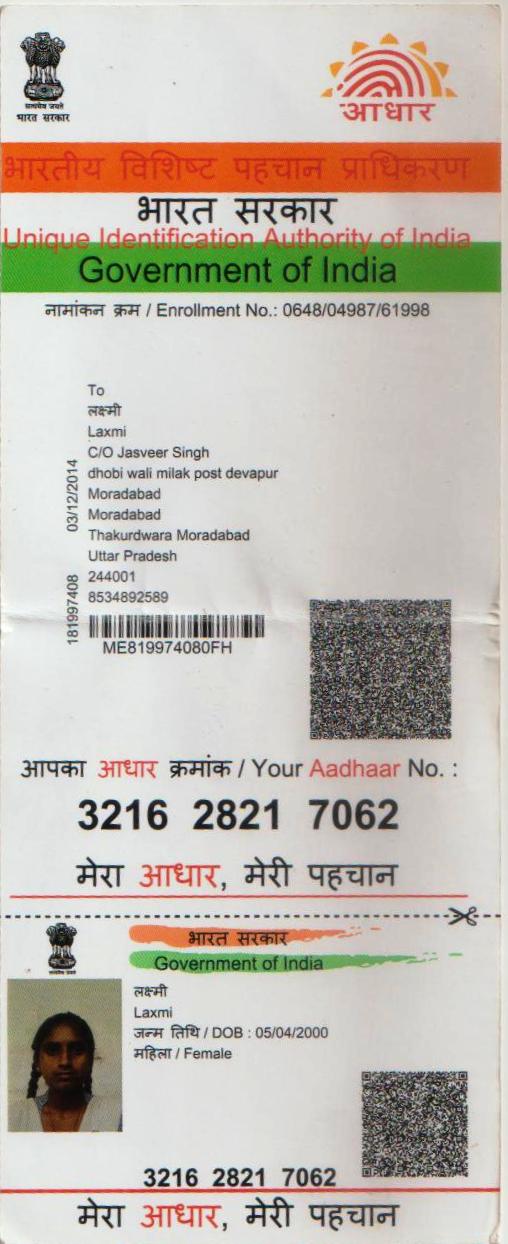 सत्यमेव जयते
भारत सरकार
आधार
भारतीय विशिष्ट पहचान प्राधिकरण
भारत सरकार
Unique Identification Authority of India
Government of India
नामांकन क्रम / Enrollment No.: 0648/04987/61998
To
लक्ष्मी
Laxmi
C/O Jasveer Singh
dhobi wali milak post devapur
Moradabad
Moradabad
Thakurdwara Moradabad
Uttar Pradesh
244001
8534892589
181997408 03/12/2014
ME819974080FH
आपका आधार क्रमांक / Your Aadhaar No. :
3216 2821 7062
मेरा आधार, मेरी पहचान
भारत सरकार
Government of India
लक्ष्मी
Laxmi
जन्म तिथि / DOB : 05/04/2000
महिला / Female
3216 2821 7062
मेरा आधार, मेरी पहचान